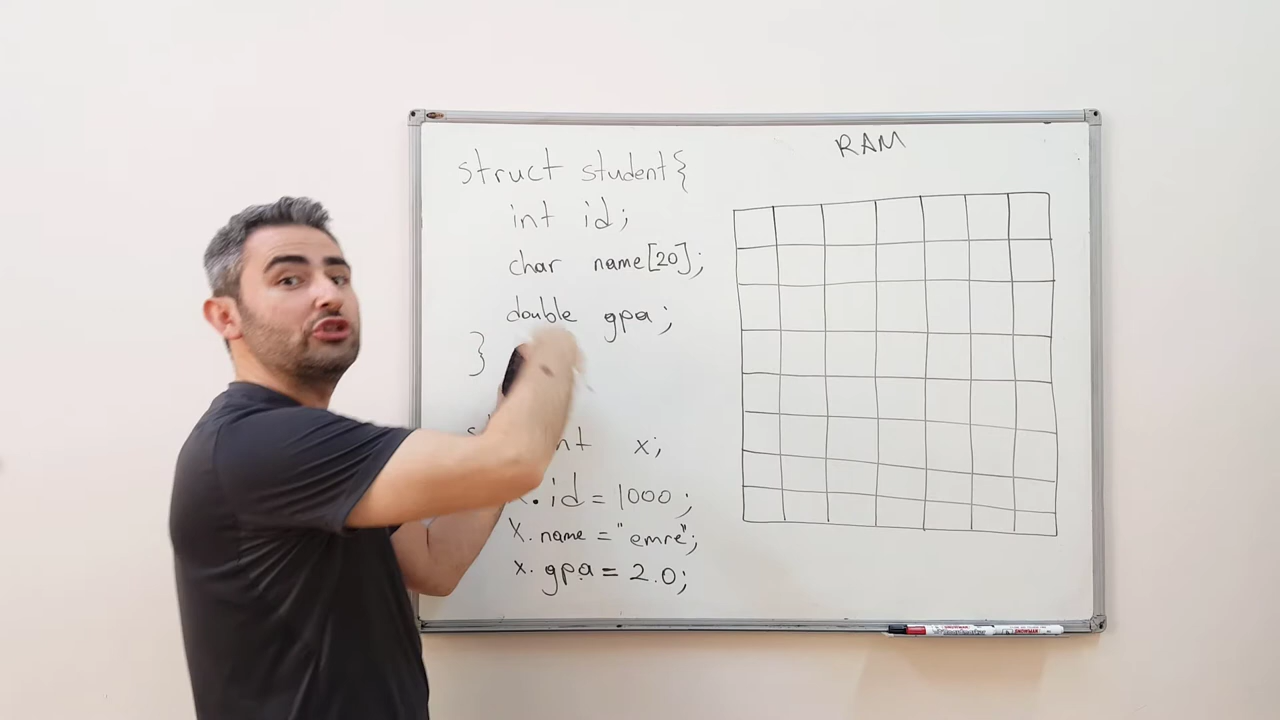 RAM
struct student{
int id;
char name[20];
double gpa;
}
x;
x.id = 1000;
x.name = "emre";
x.gpa = 2.0;